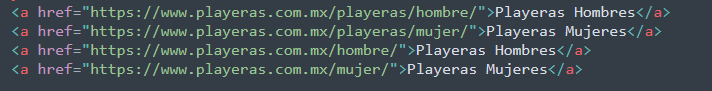 <a href="https://www.playeras.com.mx/playeras/hombre/">Playeras Hombres</a>
<a href="https://www.playeras.com.mx/playeras/mujer/">Playeras Mujeres</a>
<a href="https://www.playeras.com.mx/hombre/">Playeras Hombres</a>
<a href="https://www.playeras.com.mx/mujer/">Playeras Mujeres</a>